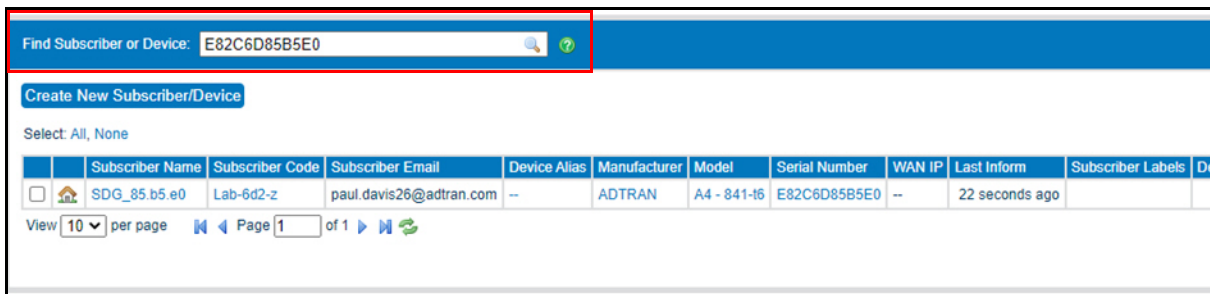 Find Subscriber or Device: E82C6D85B5E0
Create New Subscriber/Device
Select: All, None
Subscriber Name Subscriber Code Subscriber Email Device Alias Manufacturer Model Serial Number WAN IP Last Inform Subscriber Labels
SDG_85.b5.e0 Lab-6d2-z paul.davis26@adtran.com -- ADTRAN A4 - 841-t6 E82C6D85B5E0 -- 22 seconds ago
View 10 per page Page 1 of 1